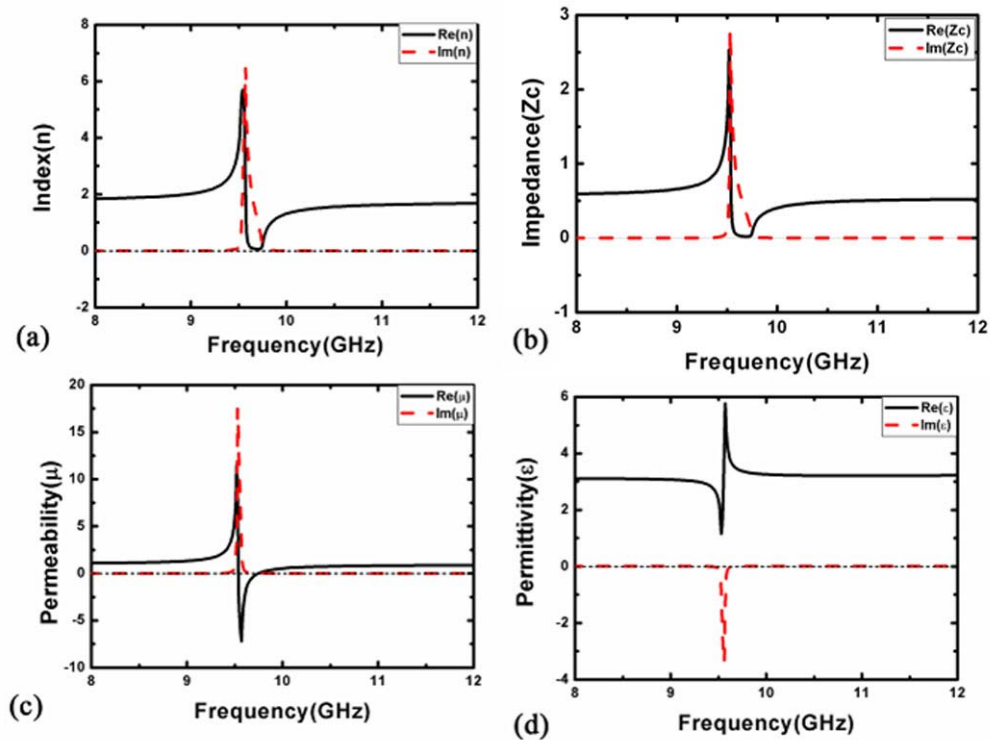 8
6
4
2
0
-2
Index(n)
Re(n)
Im(n)
8
9
10
11
12
Frequency(GHz)
(a)
3
2
1
0
-1
Impedance(Zc)
Re(Zc)
Im(Zc)
8
9
10
11
12
Frequency(GHz)
(b)
20
15
10
5
0
-5
-10
Permeability(μ)
Re(μ)
Im(μ)
8
9
10
11
12
Frequency(GHz)
(c)
6
4
2
0
-2
-4
Permittivity(ε)
Re(ε)
Im(ε)
8
9
10
11
12
Frequency(GHz)
(d)